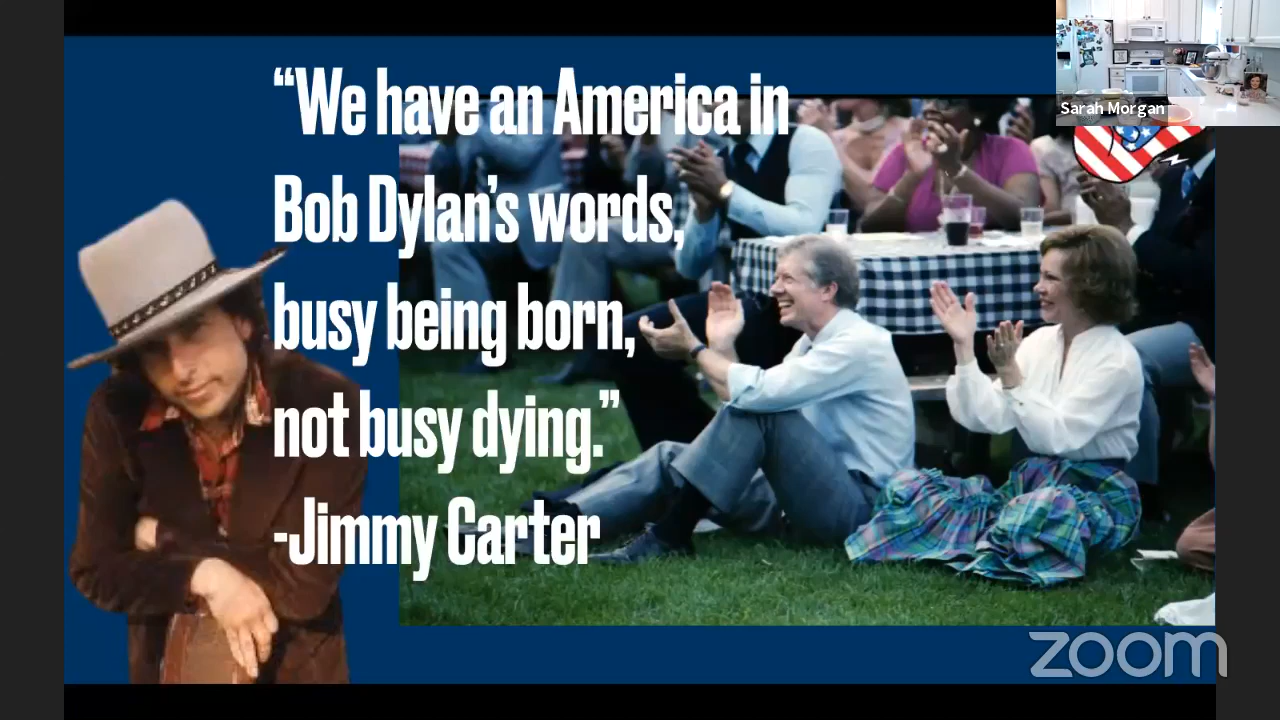 Sarah Morgan
“We have an America in
Bob Dylan’s words,
busy being born,
not busy dying.”
-Jimmy Carter
zoom